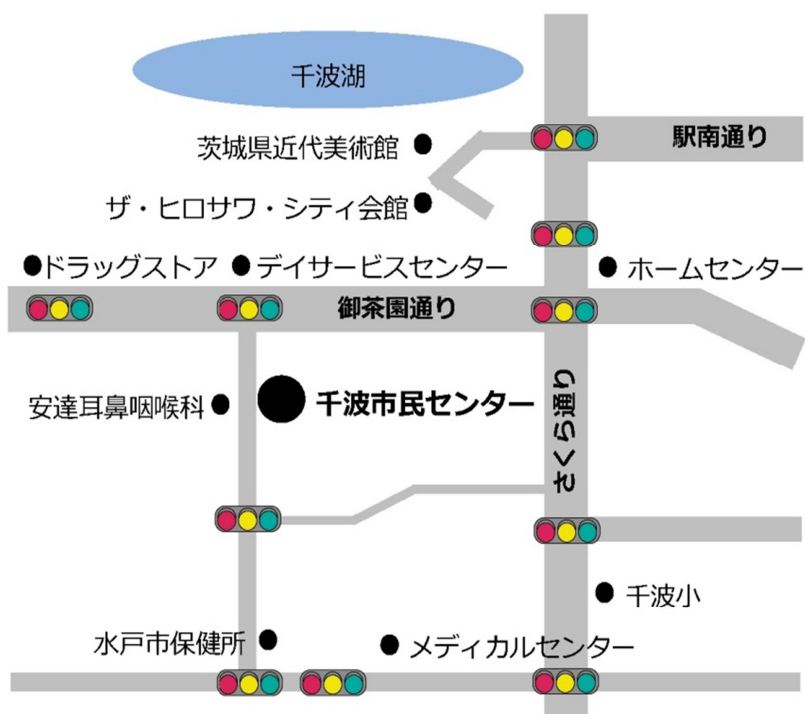 千波湖
駅南通り
茨城県近代美術館
ザ・ヒロサワ・シティ会館
ドラッグストア
デイサービスセンター
ホームセンター
御茶園通り
安達耳鼻咽喉科
千波市民センター
さくら通り
千波小
水戸市保健所
メディカルセンター